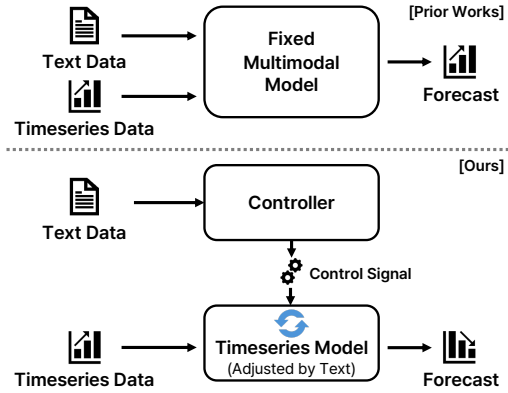 [Prior Works]
Text Data
Timeseries Data
Fixed
Multimodal
Model
Forecast
[Ours]
Text Data
Controller
Control Signal
Timeseries Data
Timeseries Model
(Adjusted by Text)
Forecast